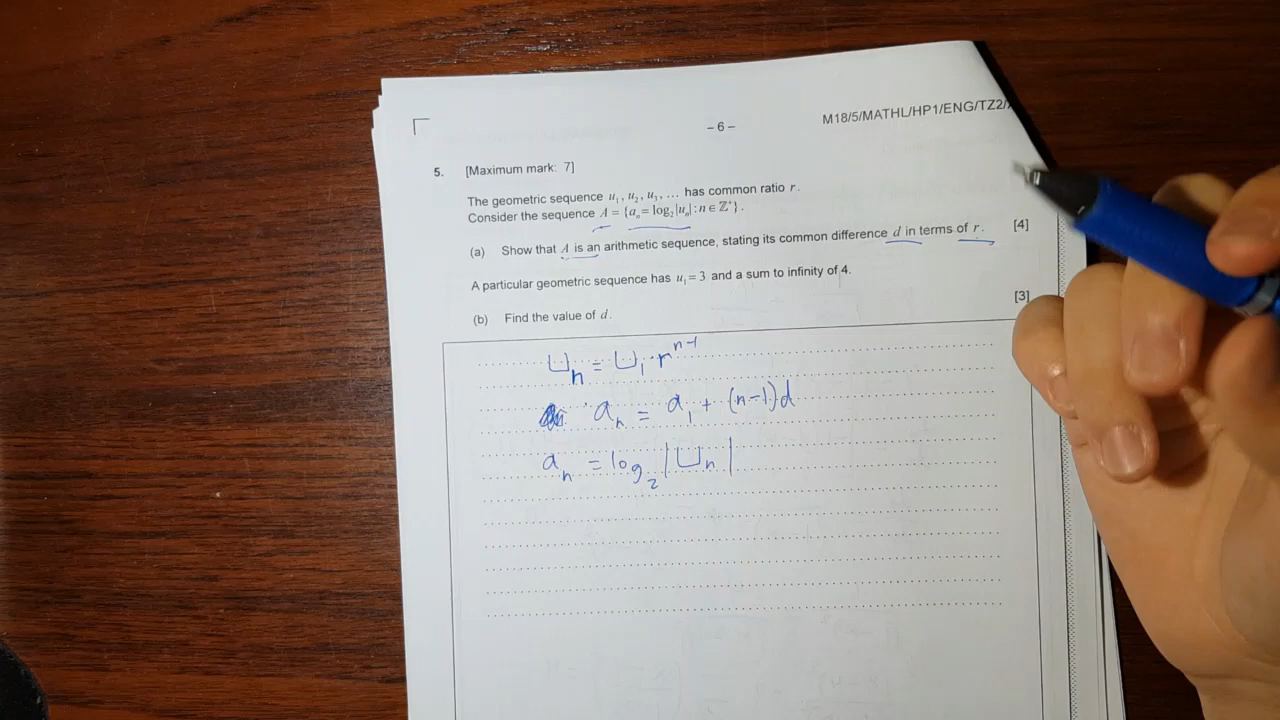 – 6 –
M18/5/MATHL/HP1/ENG/TZ2/
5. [Maximum mark: 7]
The geometric sequence u₁, u₂, u₃, … has common ratio r.
Consider the sequence A = {aₙ = log₂|uₙ| : n ∈ ℤ⁺}.
(a) Show that A is an arithmetic sequence, stating its common difference d in terms of r. [4]
A particular geometric sequence has u₁ = 3 and a sum to infinity of 4.
(b) Find the value of d. [3]
Uₙ = U₁ · rⁿ⁻¹
aₙ = a₁ + (n-1)d
aₙ = log₂ |Uₙ|